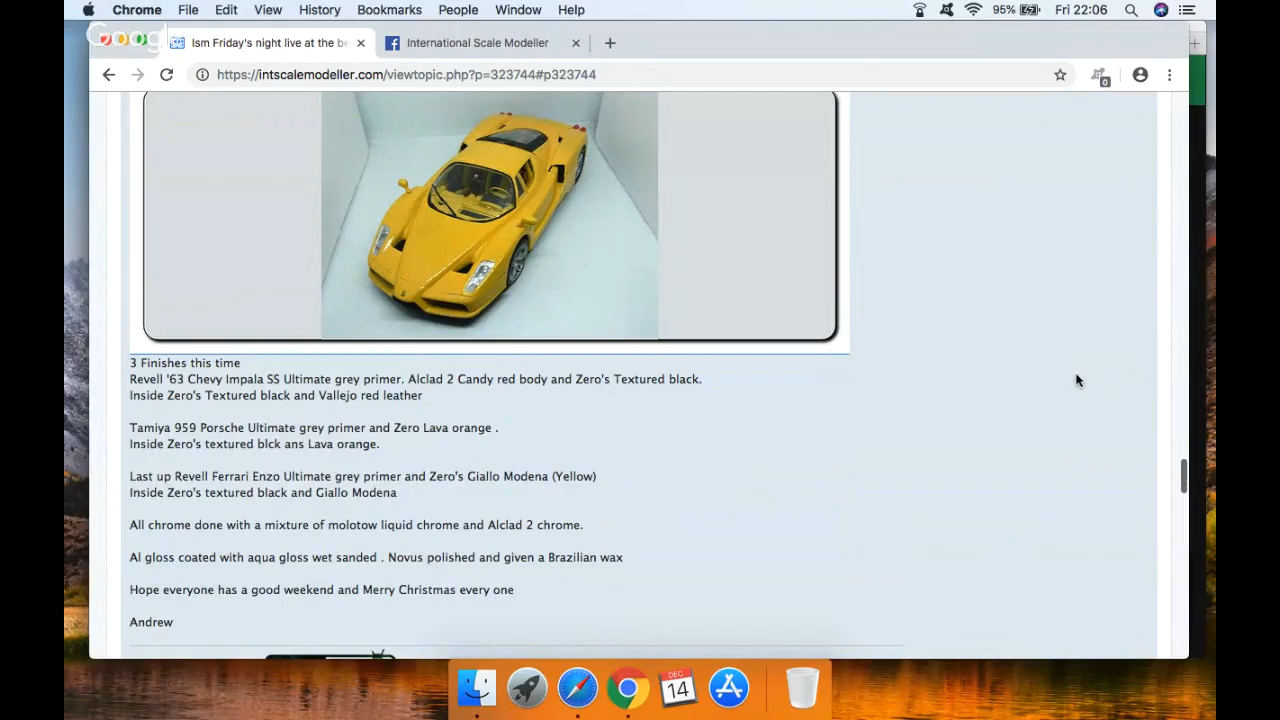 Chrome File Edit View History Bookmarks People Window Help 95% Fri 22:06
Google
Ism Friday's night live at the be International Scale Modeller
https://intscalemodeller.com/viewtopic.php?p=323744#p323744
0
3 Finishes this time
Revell '63 Chevy Impala SS Ultimate grey primer. Alclad 2 Candy red body and Zero's Textured black.
Inside Zero's Textured black and Vallejo red leather
Tamiya 959 Porsche Ultimate grey primer and Zero Lava orange .
Inside Zero's textured blck ans Lava orange.
Last up Revell Ferrari Enzo Ultimate grey primer and Zero's Giallo Modena (Yellow)
Inside Zero's textured black and Giallo Modena
All chrome done with a mixture of molotow liquid chrome and Alclad 2 chrome.
Al gloss coated with aqua gloss wet sanded . Novus polished and given a Brazilian wax
Hope everyone has a good weekend and Merry Christmas every one
Andrew
DEC
14